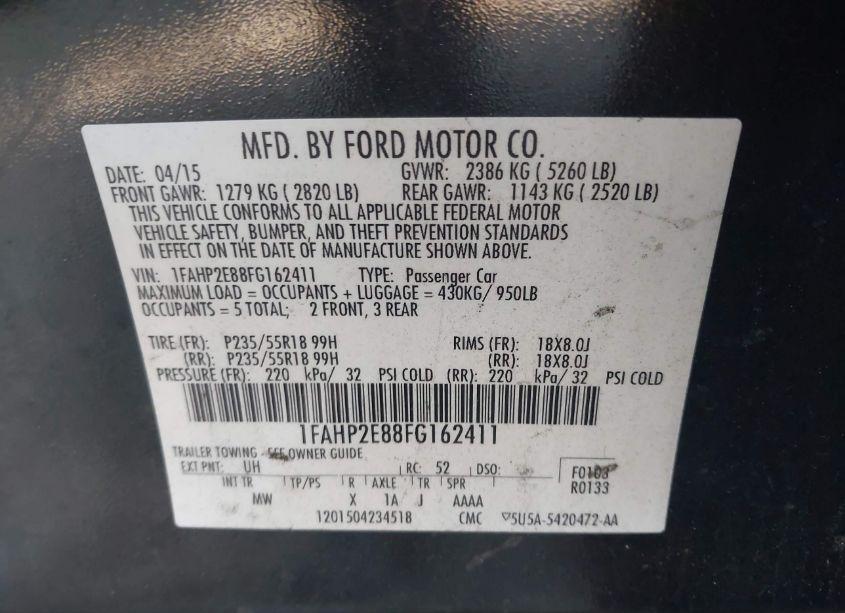 MFD. BY FORD MOTOR CO.
DATE: 04/15 GVWR: 2386 KG ( 5260 LB)
FRONT GAWR: 1279 KG ( 2820 LB) REAR GAWR: 1143 KG ( 2520 LB)
THIS VEHICLE CONFORMS TO ALL APPLICABLE FEDERAL MOTOR
VEHICLE SAFETY, BUMPER, AND THEFT PREVENTION STANDARDS
IN EFFECT ON THE DATE OF MANUFACTURE SHOWN ABOVE.
VIN: 1FAHP2E88FG162411 TYPE: Passenger Car
MAXIMUM LOAD = OCCUPANTS + LUGGAGE = 430KG/ 950LB
OCCUPANTS = 5 TOTAL; 2 FRONT, 3 REAR
TIRE (FR): P235/55R18 99H RIMS (FR): 18X8.0J
(RR): P235/55R18 99H (RR): 18X8.0J
PRESSURE (FR): 220 kPa/ 32 PSI COLD (RR): 220 kPa/ 32 PSI COLD
1FAHP2E88FG162411
TRAILER TOWING - SEE OWNER GUIDE
EXT PNT: UH RC: 52 DSO: F0103
R0133
INT TR TP/PS R AXLE TR SPR
MW X 1A J AAAA
1201504234518 CMC 5U5A-5420472-AA